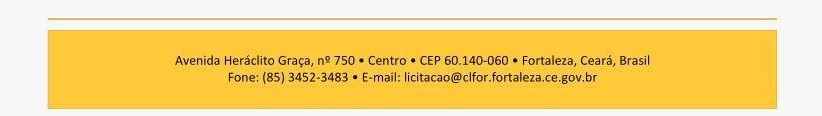 Avenida Heráclito Graça, nº 750 • Centro • CEP 60.140-060 • Fortaleza, Ceará, Brasil
Fone: (85) 3452-3483 • E-mail: licitacao@clfor.fortaleza.ce.gov.br